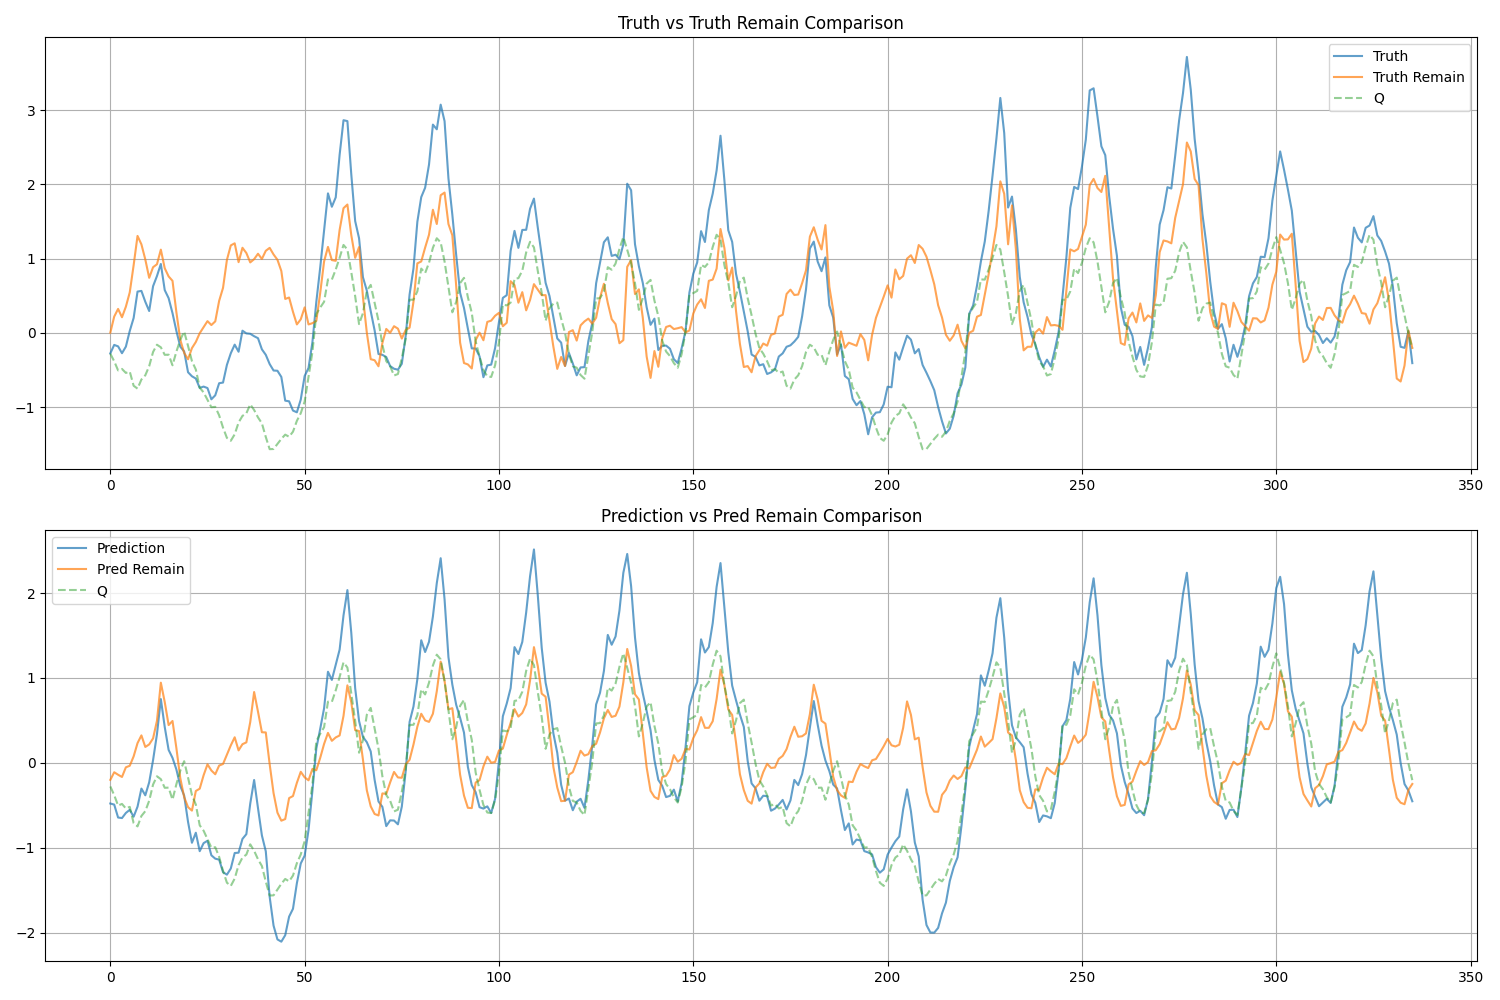 Truth vs Truth Remain Comparison
Truth
Truth Remain
Q
3
2
1
0
−1
0 50 100 150 200 250 300 350
Prediction vs Pred Remain Comparison
Prediction
Pred Remain
Q
2
1
0
−1
−2
0 50 100 150 200 250 300 350